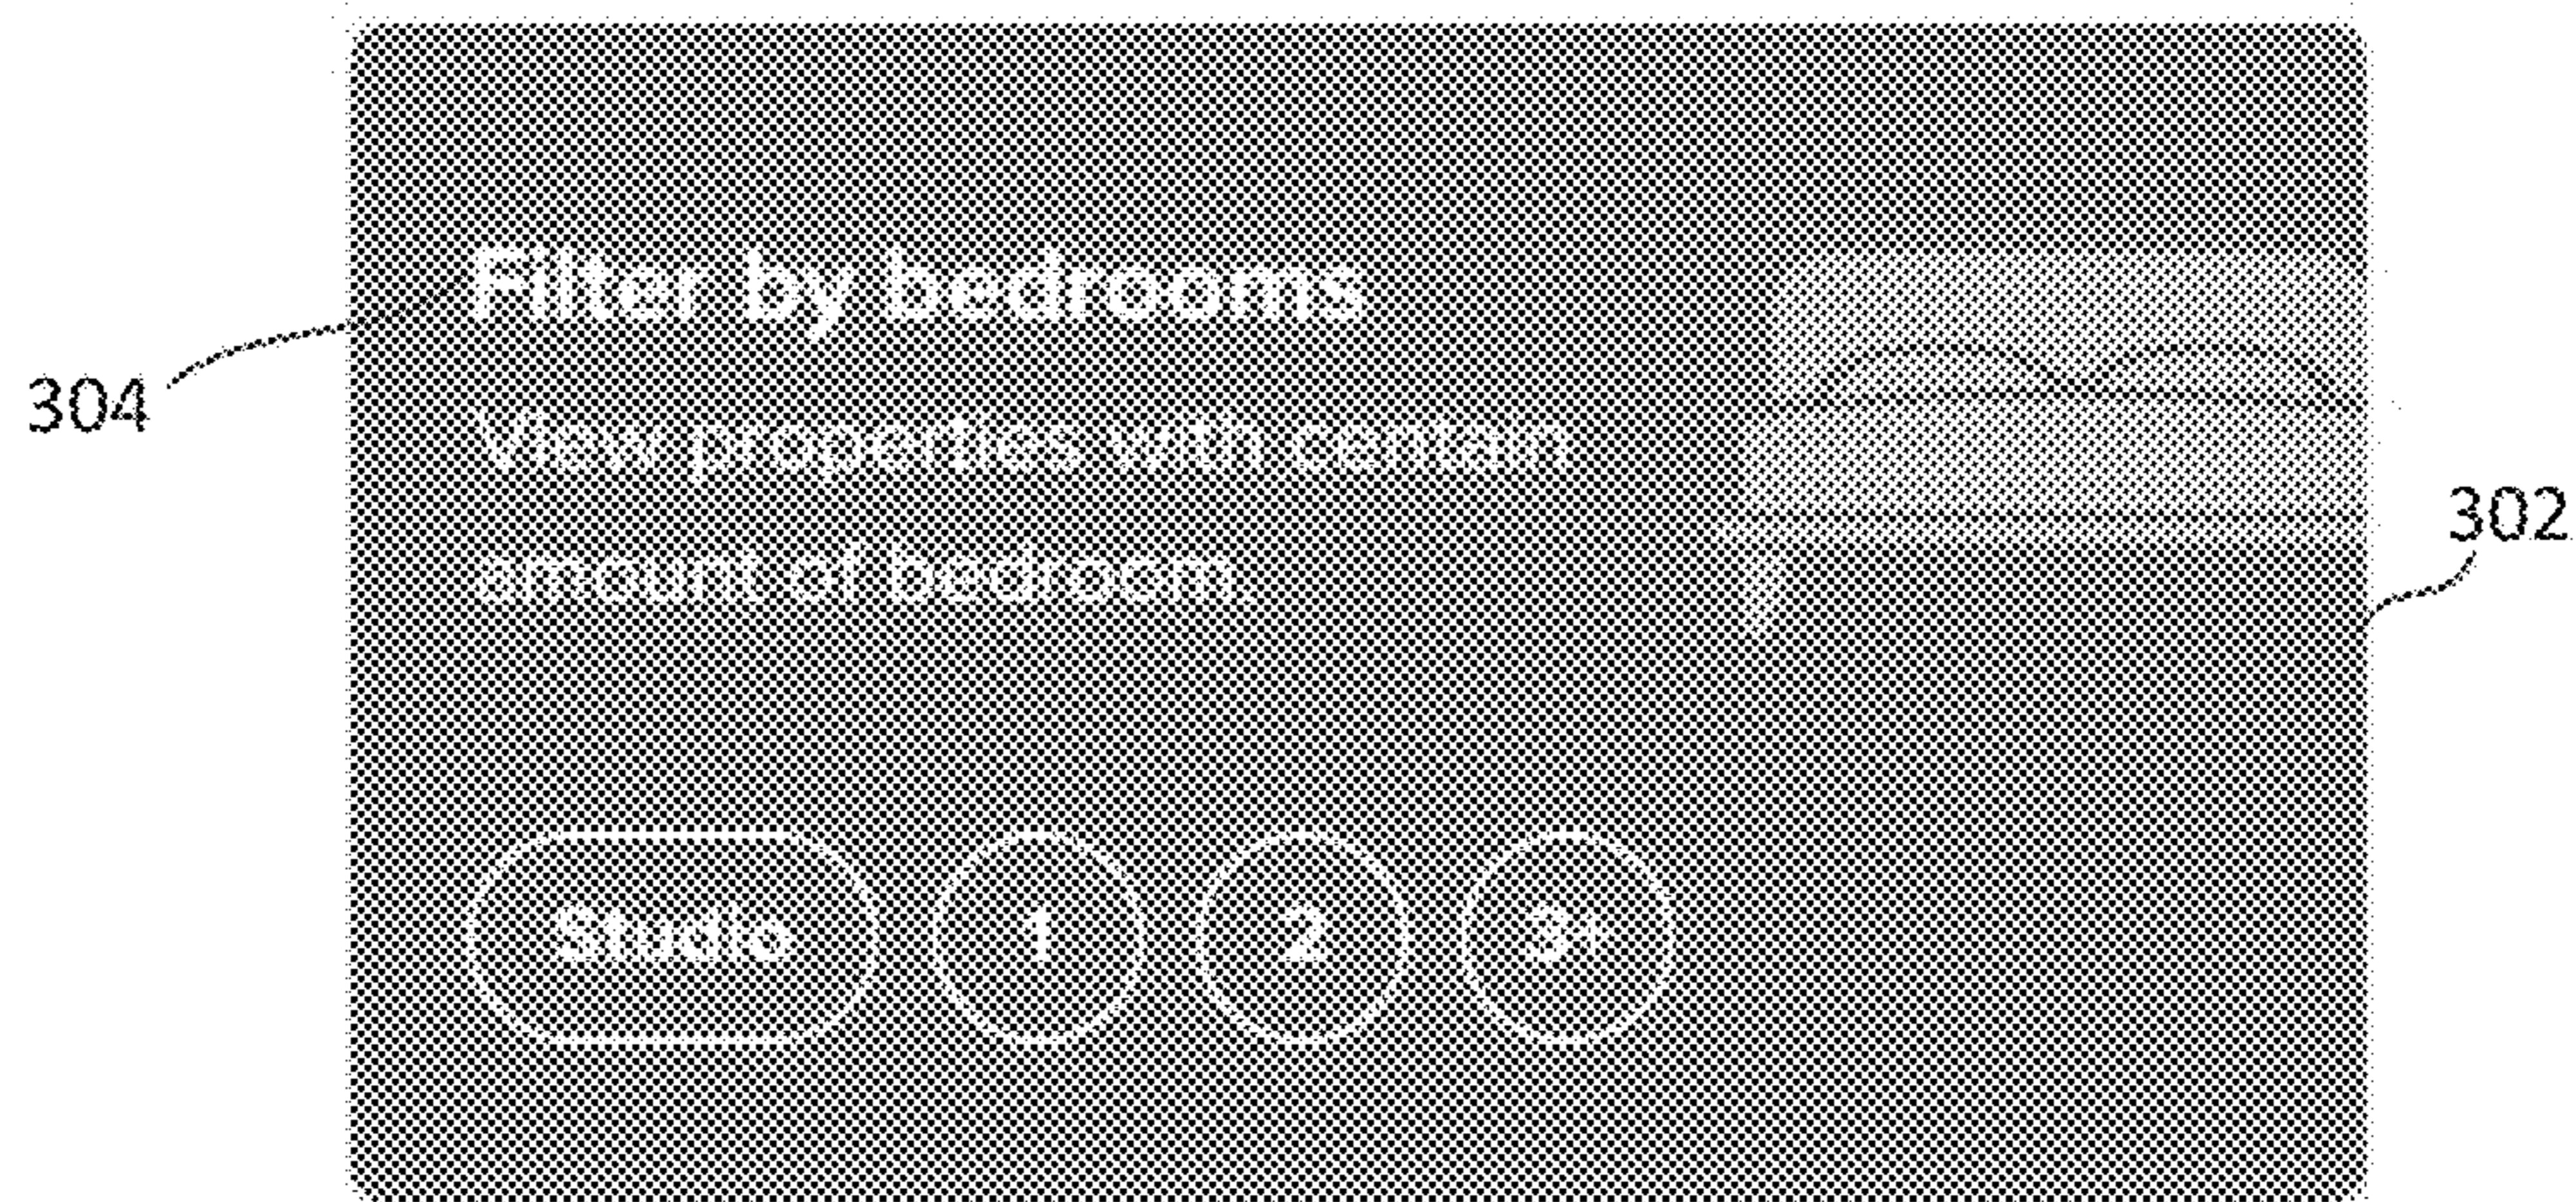 Filter by bedrooms
304
View properties with certain
302
amount of bedroom.
Studio 1 2 3+